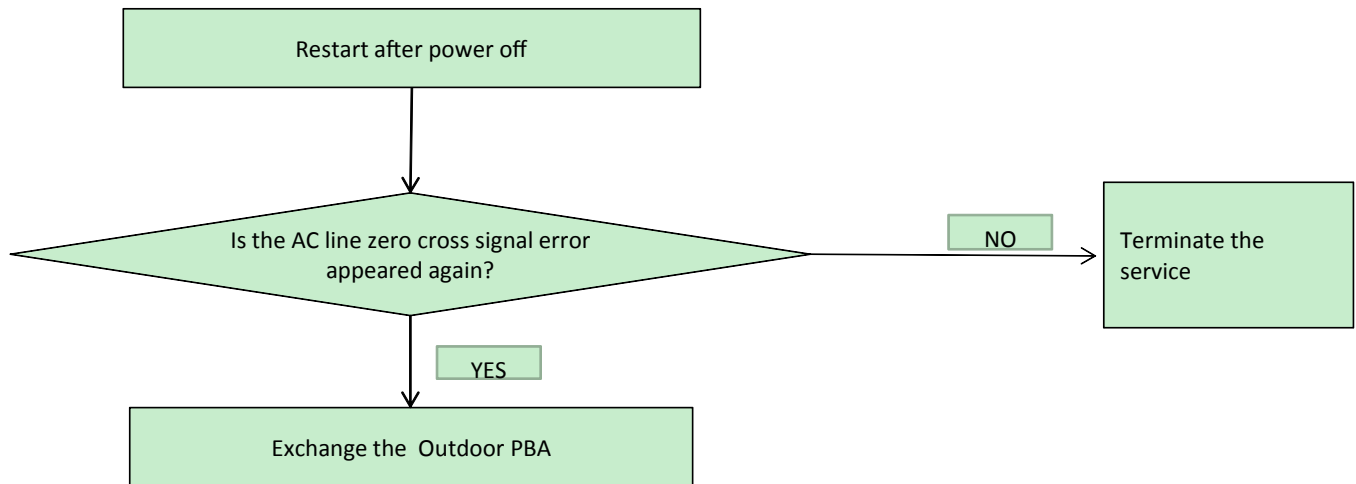 Restart after power off
Is the AC line zero cross signal error
appeared again?
NO
Terminate the
service
YES
Exchange the Outdoor PBA